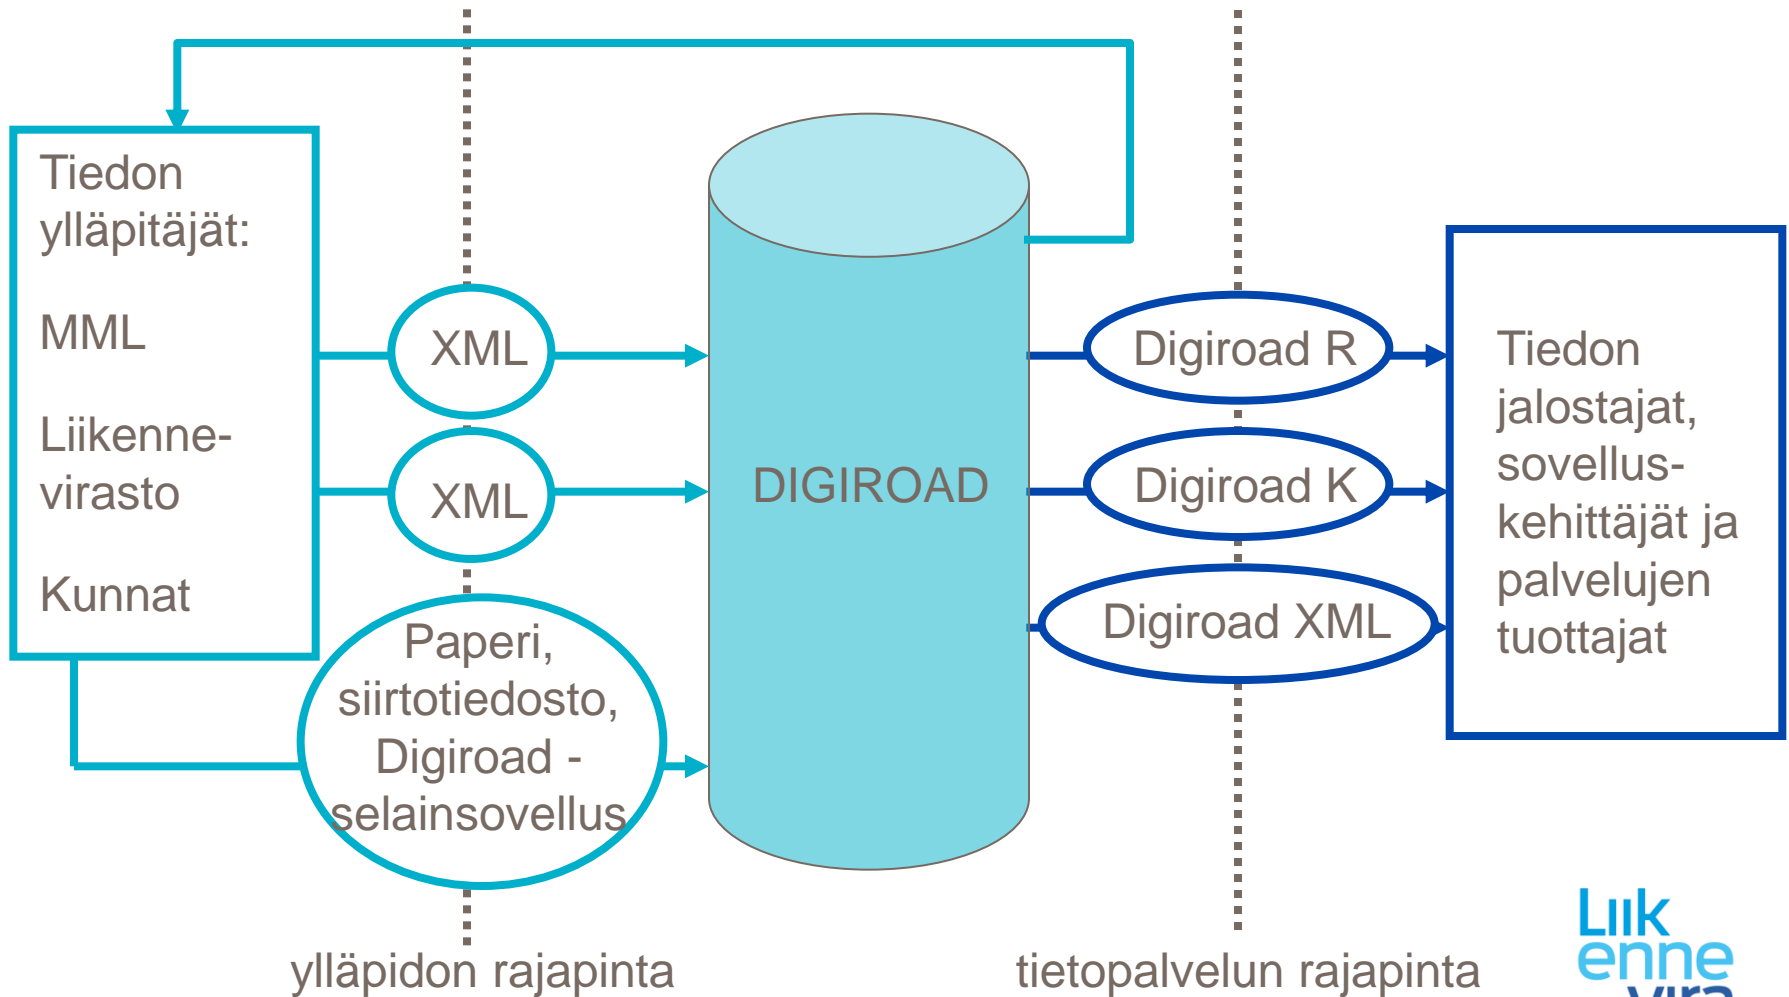 Tiedon
ylläpitäjät:
MML
Liikenne-
virasto
Kunnat
XML
XML
Paperi,
siirtotiedosto,
Digiroad -
selainsovellus
DIGIROAD
Digiroad R
Digiroad K
Digiroad XML
Tiedon
jalostajat,
sovellus-
kehittäjät ja
palvelujen
tuottajat
ylläpidon rajapinta
tietopalvelun rajapinta
Liik
enne
vira